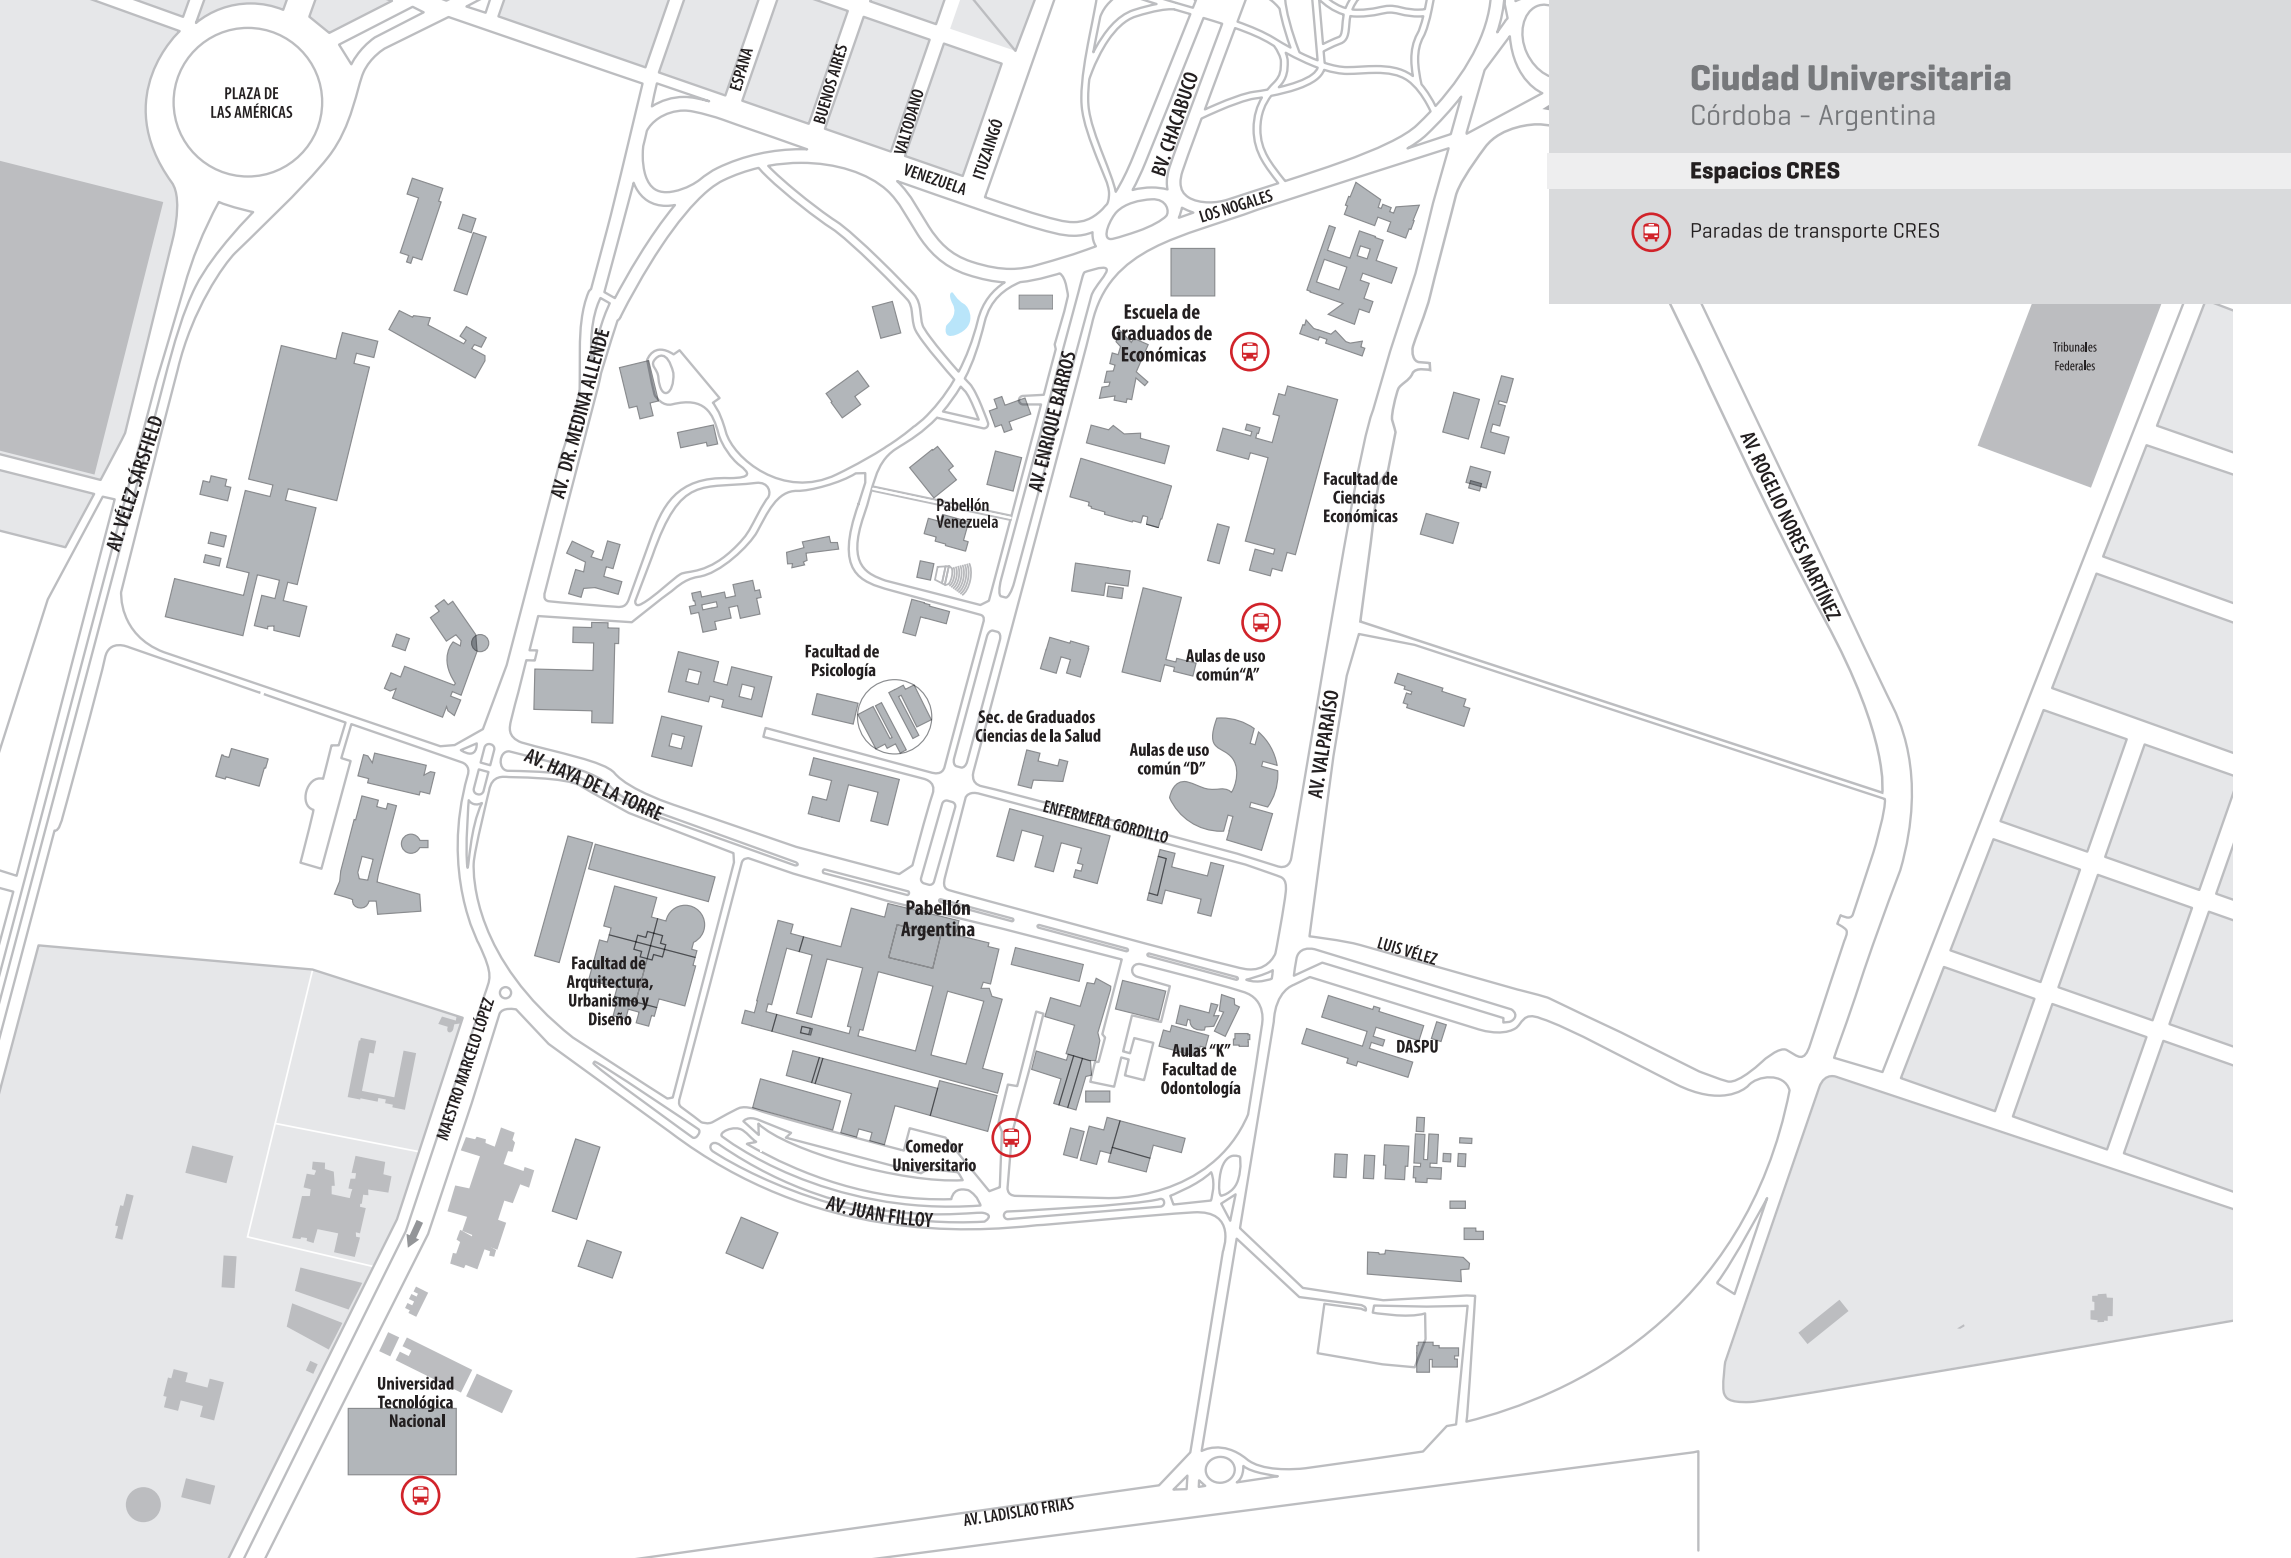 Ciudad Universitaria
Córdoba - Argentina
Espacios CRES
Paradas de transporte CRES
PLAZA DE
LAS AMÉRICAS
ESPANA
BUENOS AIRES
VALTODANO
ITUZAINGÓ
VENEZUELA
BV. CHACABUCO
LOS NOGALES
Escuela de
Graduados de
Económicas
Tribunales
Federales
AV. VÉLEZ SÁRSFIELD
AV. DR. MEDINA ALLENDE
AV. ENRIQUE BARROS
AV. ROGELIO NORES MARTÍNEZ
Facultad de
Ciencias
Económicas
Pabellón
Venezuela
Facultad de
Psicología
Aulas de uso
común“A”
Sec. de Graduados
Ciencias de la Salud
Aulas de uso
común “D”
AV. VALPARAÍSO
AV. HAYA DE LA TORRE
ENFERMERA GORDILLO
Pabellón
Argentina
LUIS VÉLEZ
Facultad de
Arquitectura,
Urbanismo y
Diseño
MAESTRO MARCELO LÓPEZ
Aulas “K”
Facultad de
Odontología
DASPU
Comedor
Universitario
AV. JUAN FILLOY
Universidad
Tecnológica
Nacional
AV. LADISLAO FRIAS